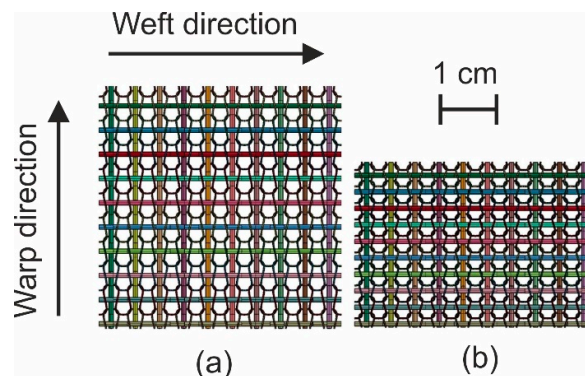 Weft direction
1 cm
Warp direction
(a)
(b)